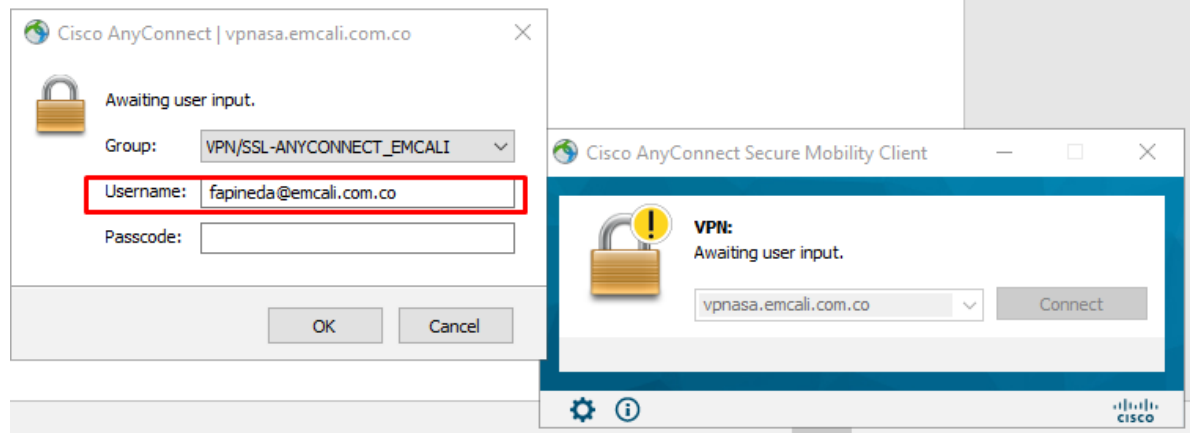 Cisco AnyConnect | vpnasa.emcali.com.co
Awaiting user input.
Group: VPN/SSL-ANYCONNECT_EMCALI
Username: fapineda@emcali.com.co
Passcode:
OK Cancel
Cisco AnyConnect Secure Mobility Client
VPN:
Awaiting user input.
vpnasa.emcali.com.co Connect
CISCO